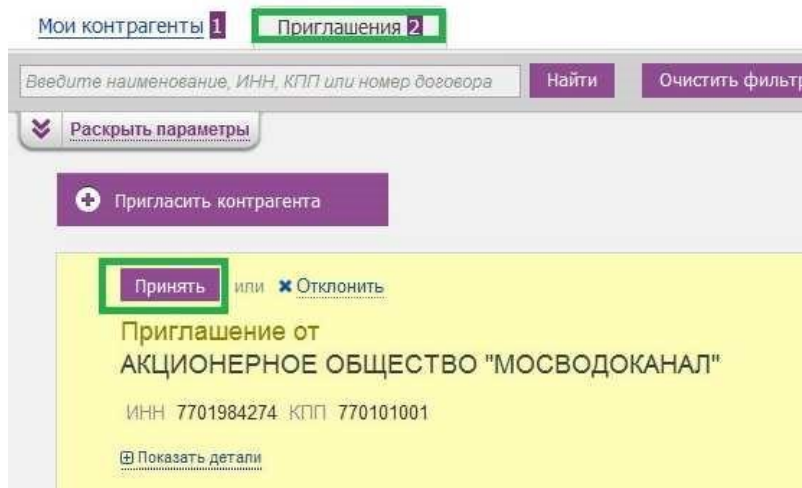 Мои контрагенты 1 Приглашения 2
Введите наименование, ИНН, КПП или номер договора Найти Очистить фильтр
Раскрыть параметры
Пригласить контрагента
Принять или Отклонить
Приглашение от
АКЦИОНЕРНОЕ ОБЩЕСТВО "МОСВОДОКАНАЛ"
ИНН 7701984274 КПП 770101001
Показать детали